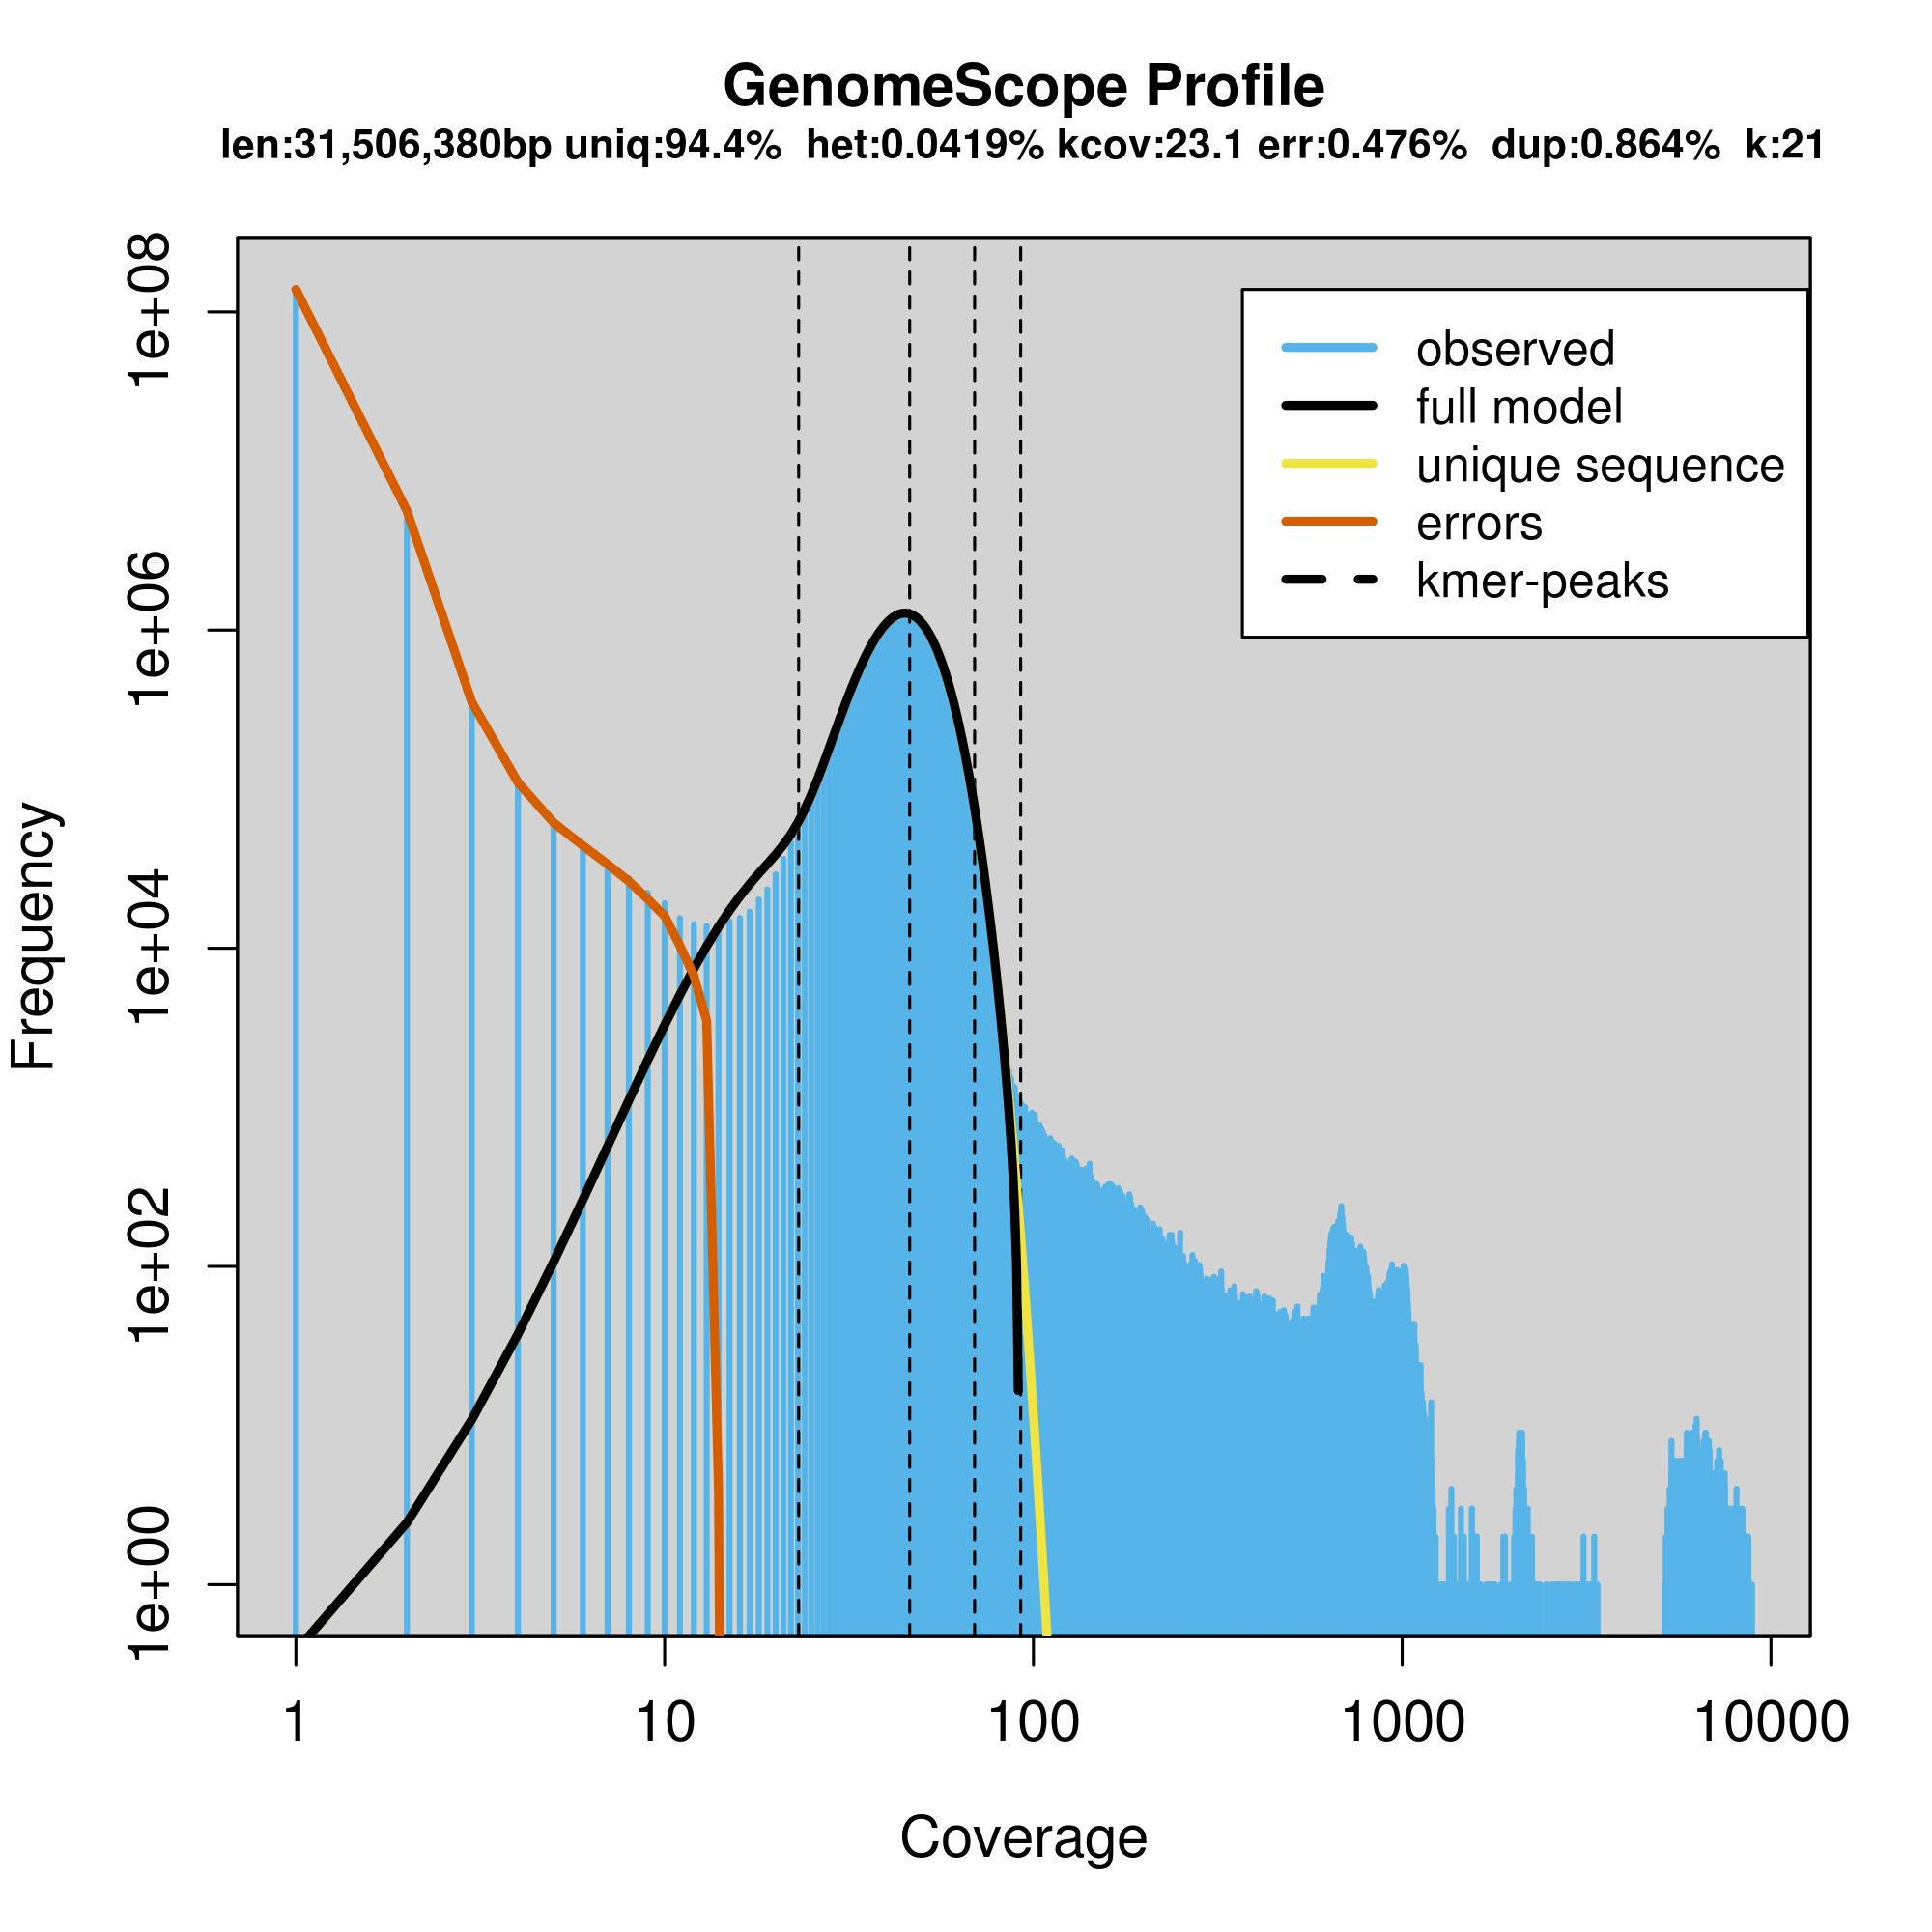 GenomeScope Profile
len:31,506,380bp uniq:94.4% het:0.0419% kcov:23.1 err:0.476% dup:0.864% k:21
1e+08
1e+06
1e+04
1e+02
1e+00
Frequency
observed
full model
unique sequence
errors
kmer-peaks
1 10 100 1000 10000
Coverage